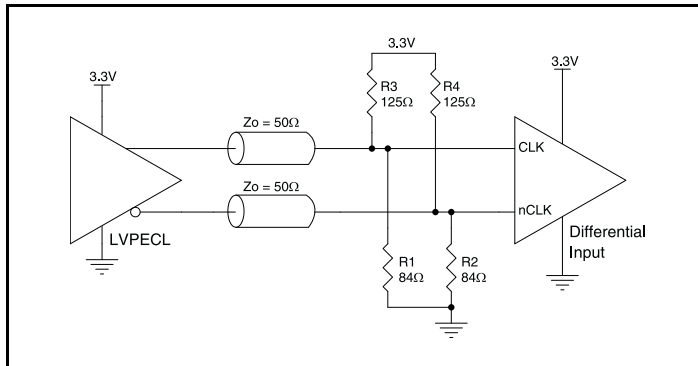 3.3V
3.3V
3.3V
R3
125Ω
R4
125Ω
Zo = 50Ω
CLK
Zo = 50Ω
nCLK
LVPECL
Differential
Input
R1
84Ω
R2
84Ω